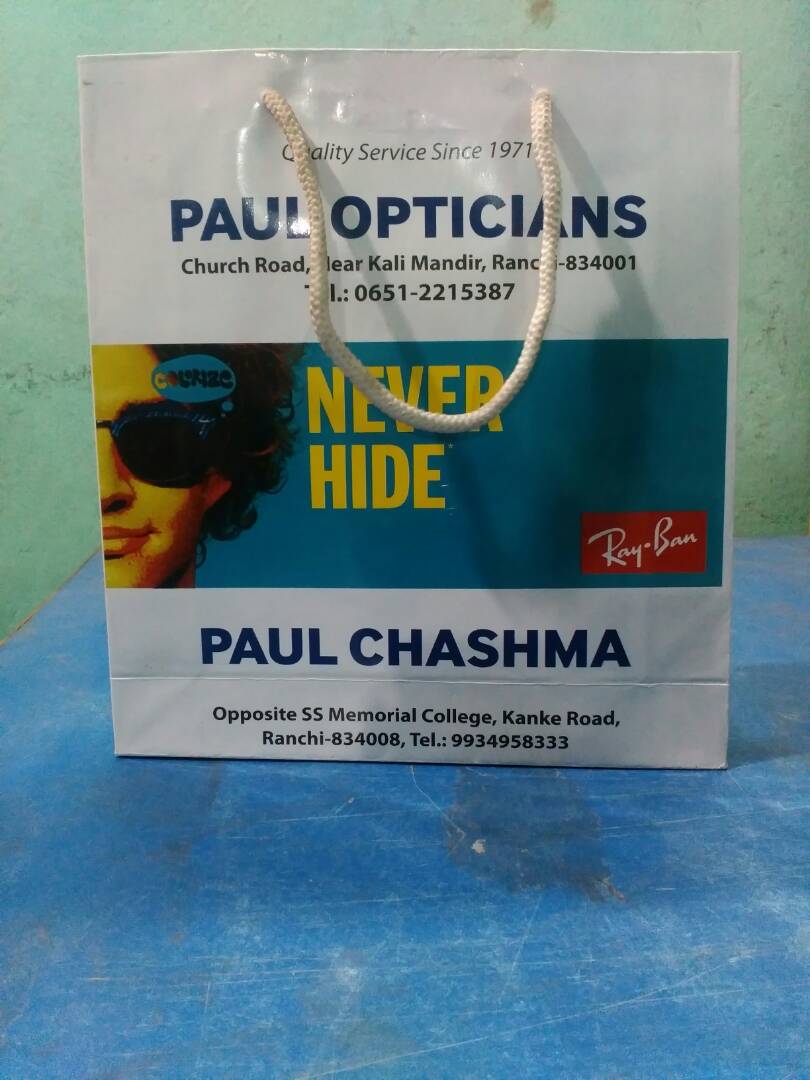 Quality Service Since 1971
PAUL OPTICIANS
Church Road, Near Kali Mandir, Ranchi-834001
Tel.: 0651-2215387
COLORIZE
NEVER
HIDE
Ray-Ban
PAUL CHASHMA
Opposite SS Memorial College, Kanke Road,
Ranchi-834008, Tel.: 9934958333